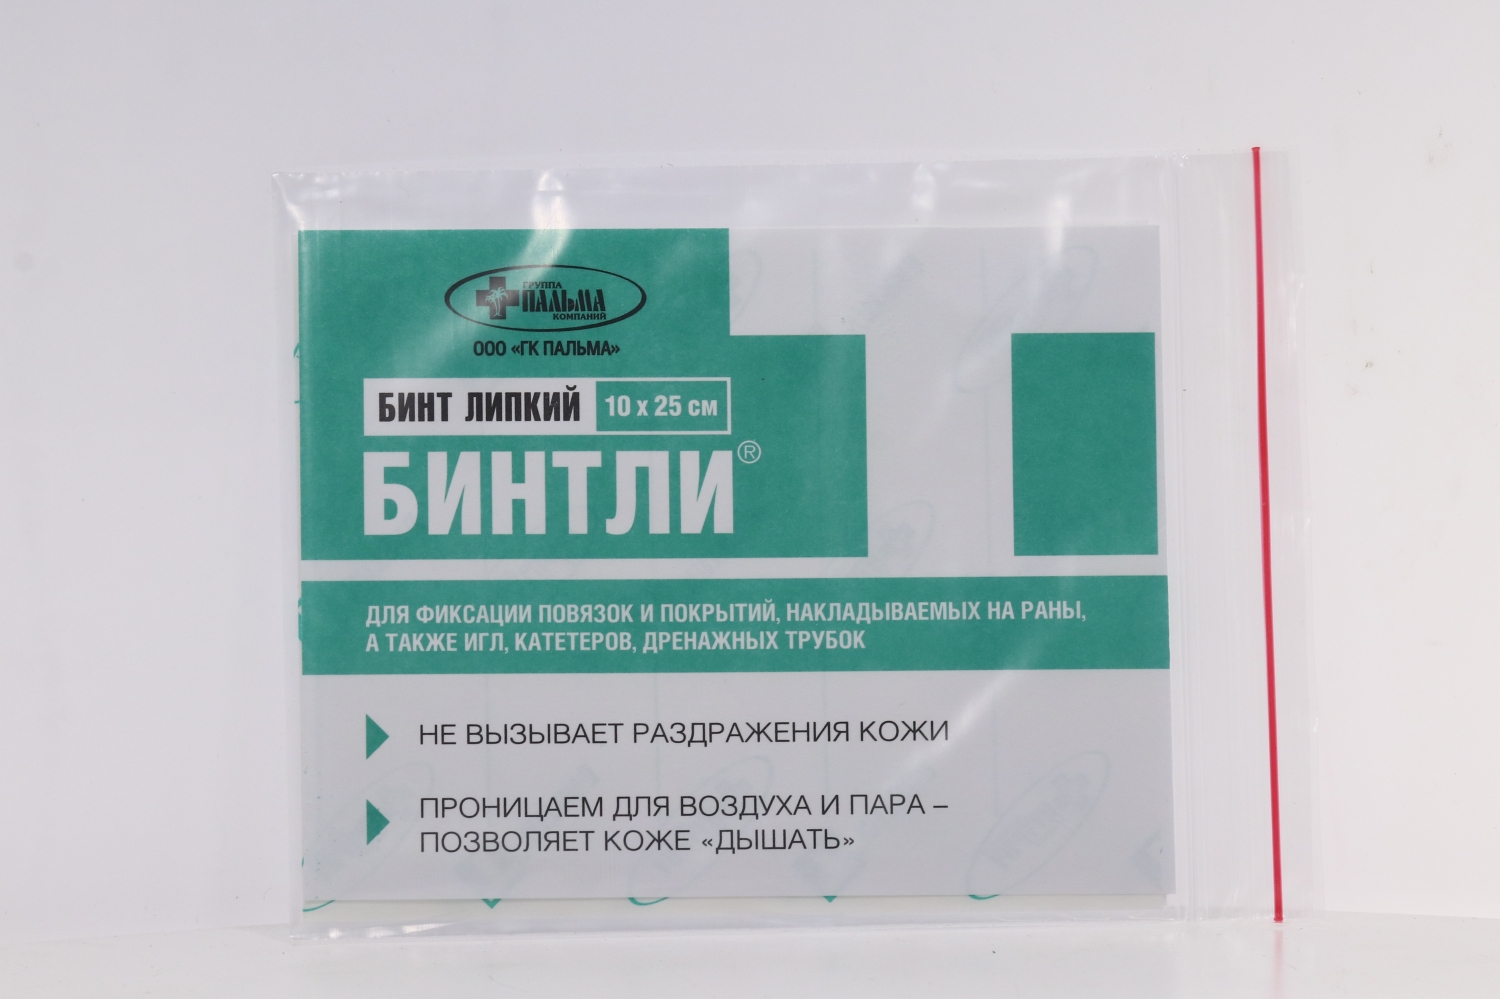 ГРУППА
ПАЛЬМА
КОМПАНИЙ
ООО «ГК ПАЛЬМА»
БИНТ ЛИПКИЙ 10 х 25 см
БИНТЛИ®
ДЛЯ ФИКСАЦИИ ПОВЯЗОК И ПОКРЫТИЙ, НАКЛАДЫВАЕМЫХ НА РАНЫ,
А ТАКЖЕ ИГЛ, КАТЕТЕРОВ, ДРЕНАЖНЫХ ТРУБОК
НЕ ВЫЗЫВАЕТ РАЗДРАЖЕНИЯ КОЖИ
ПРОНИЦАЕМ ДЛЯ ВОЗДУХА И ПАРА –
ПОЗВОЛЯЕТ КОЖЕ «ДЫШАТЬ»